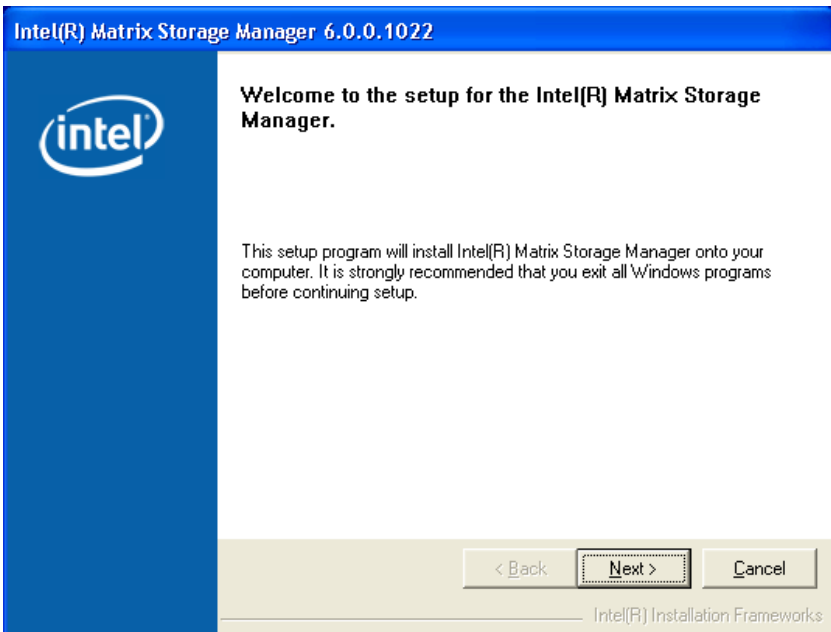 Intel(R) Matrix Storage Manager 6.0.0.1022
intel
Welcome to the setup for the Intel(R) Matrix Storage
Manager.
This setup program will install Intel(R) Matrix Storage Manager onto your
computer. It is strongly recommended that you exit all Windows programs
before continuing setup.
< Back
Next >
Cancel
Intel(R) Installation Frameworks